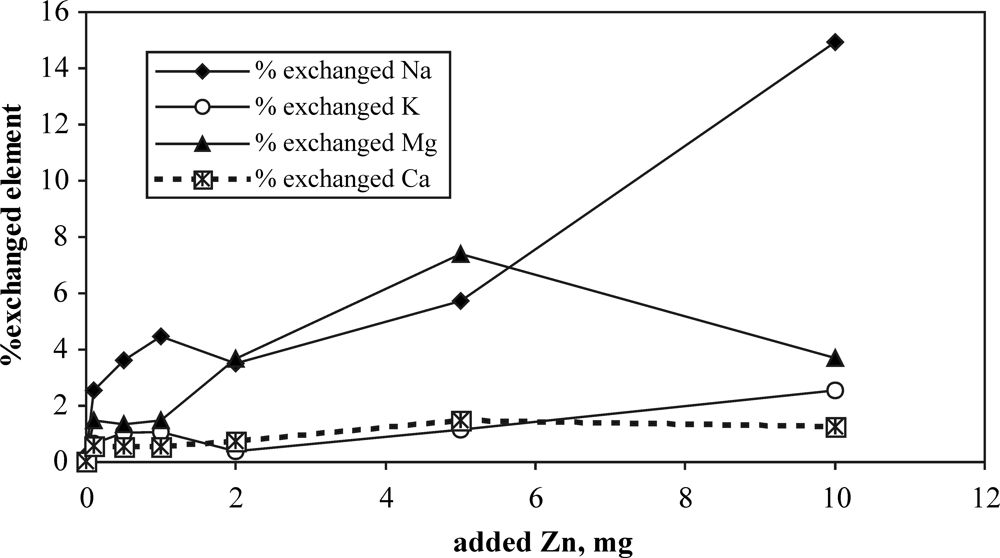 16
14
12
10
8
6
4
2
0
%exchanged element
% exchanged Na
% exchanged K
% exchanged Mg
% exchanged Ca
0 2 4 6 8 10 12
added Zn, mg